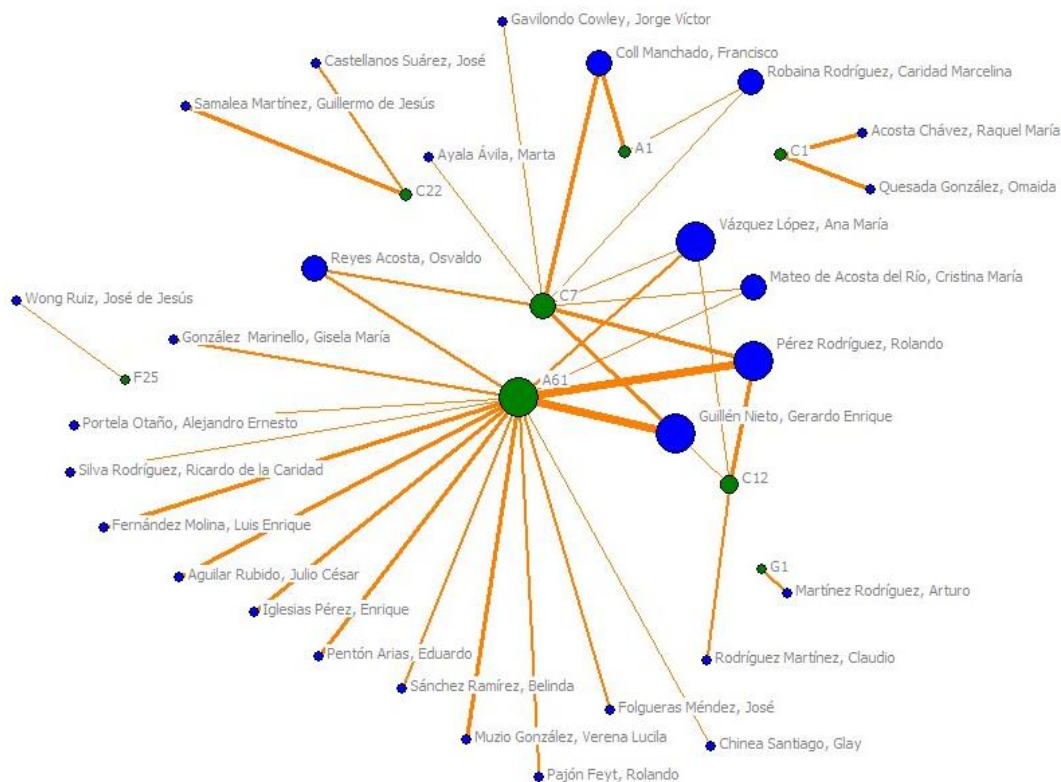 Gavilondo Cowley, Jorge Víctor
Coll Manchado, Francisco
Castellanos Suárez, José
Robaina Rodríguez, Caridad Marcelina
Samalea Martínez, Guillermo de Jesús
Acosta Chávez, Raquel María
A1
C1
Ayala Ávila, Marta
Quesada González, Omaida
C22
Vázquez López, Ana María
Reyes Acosta, Osvaldo
Mateo de Acosta del Río, Cristina María
C7
Wong Ruiz, José de Jesús
González Marinello, Gisela María
Pérez Rodríguez, Rolando
F25
A61
Guillén Nieto, Gerardo Enrique
Portela Otaño, Alejandro Ernesto
Silva Rodríguez, Ricardo de la Caridad
C12
Fernández Molina, Luis Enrique
G1
Aguilar Rubido, Julio César
Martínez Rodríguez, Arturo
Iglesias Pérez, Enrique
Pentón Arias, Eduardo
Rodríguez Martínez, Claudio
Sánchez Ramírez, Belinda
Folgueras Méndez, José
Muzio González, Verena Lucila
Chinea Santiago, Glay
Pajón Feyt, Rolando